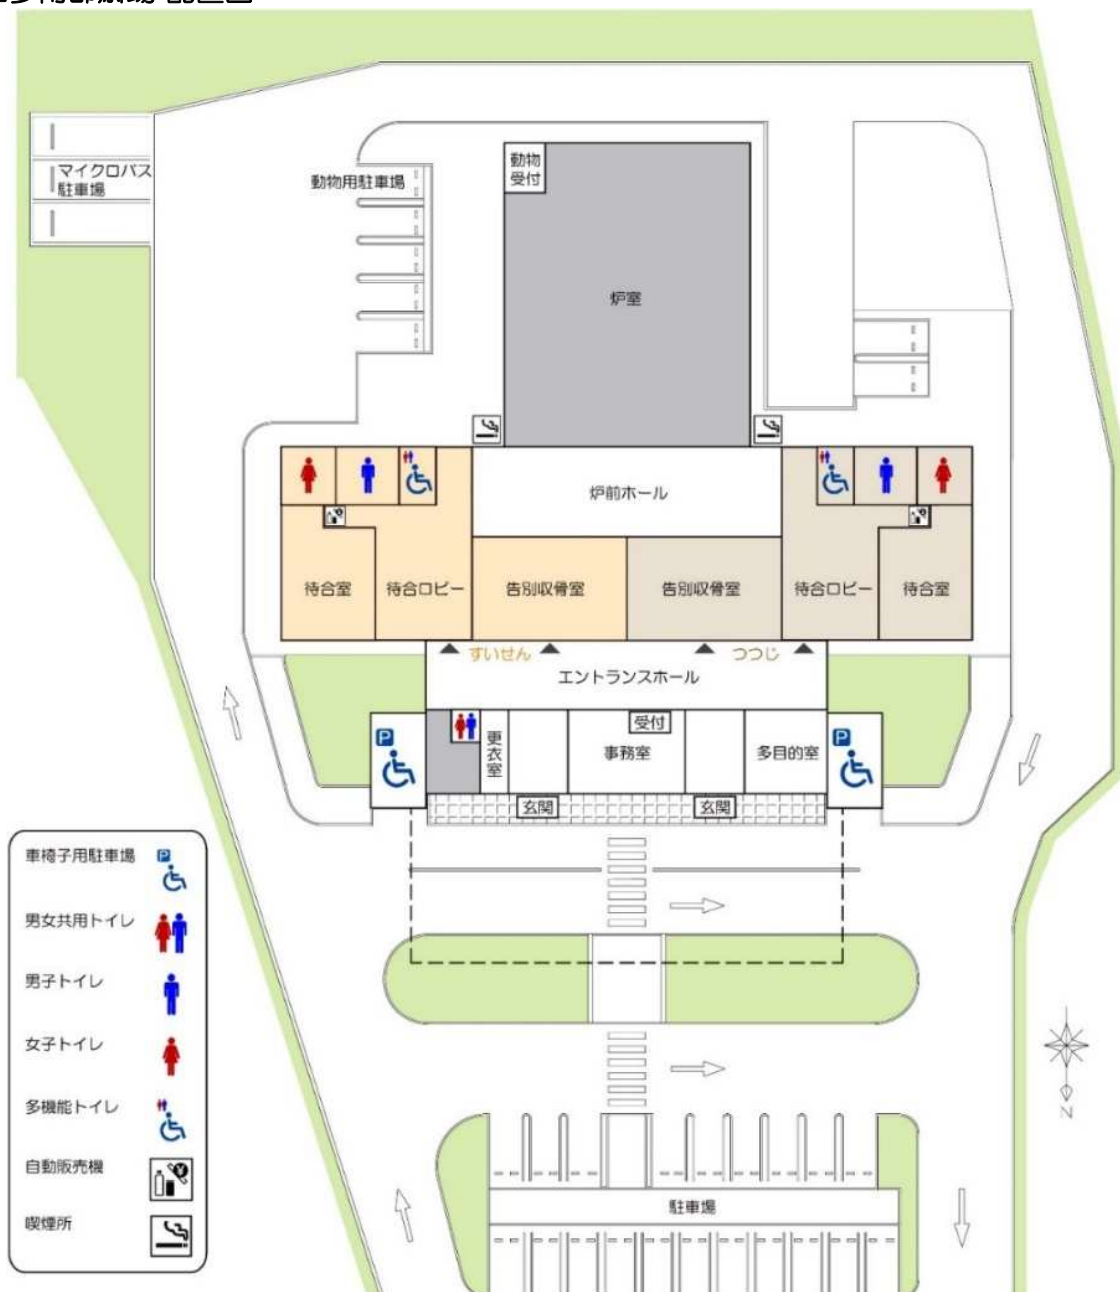 動物
受付
マイクロバス
駐車場
動物用駐車場
炉室
炉前ホール
待合室
待合ロビー
告別収骨室
告別収骨室
待合ロビー
待合室
すいせん
つつじ
エントランスホール
P
更衣室
受付
事務室
多目的室
P
玄関
玄関
車椅子用駐車場
P
男女共用トイレ
男子トイレ
女子トイレ
多機能トイレ
自動販売機
喫煙所
N
駐車場